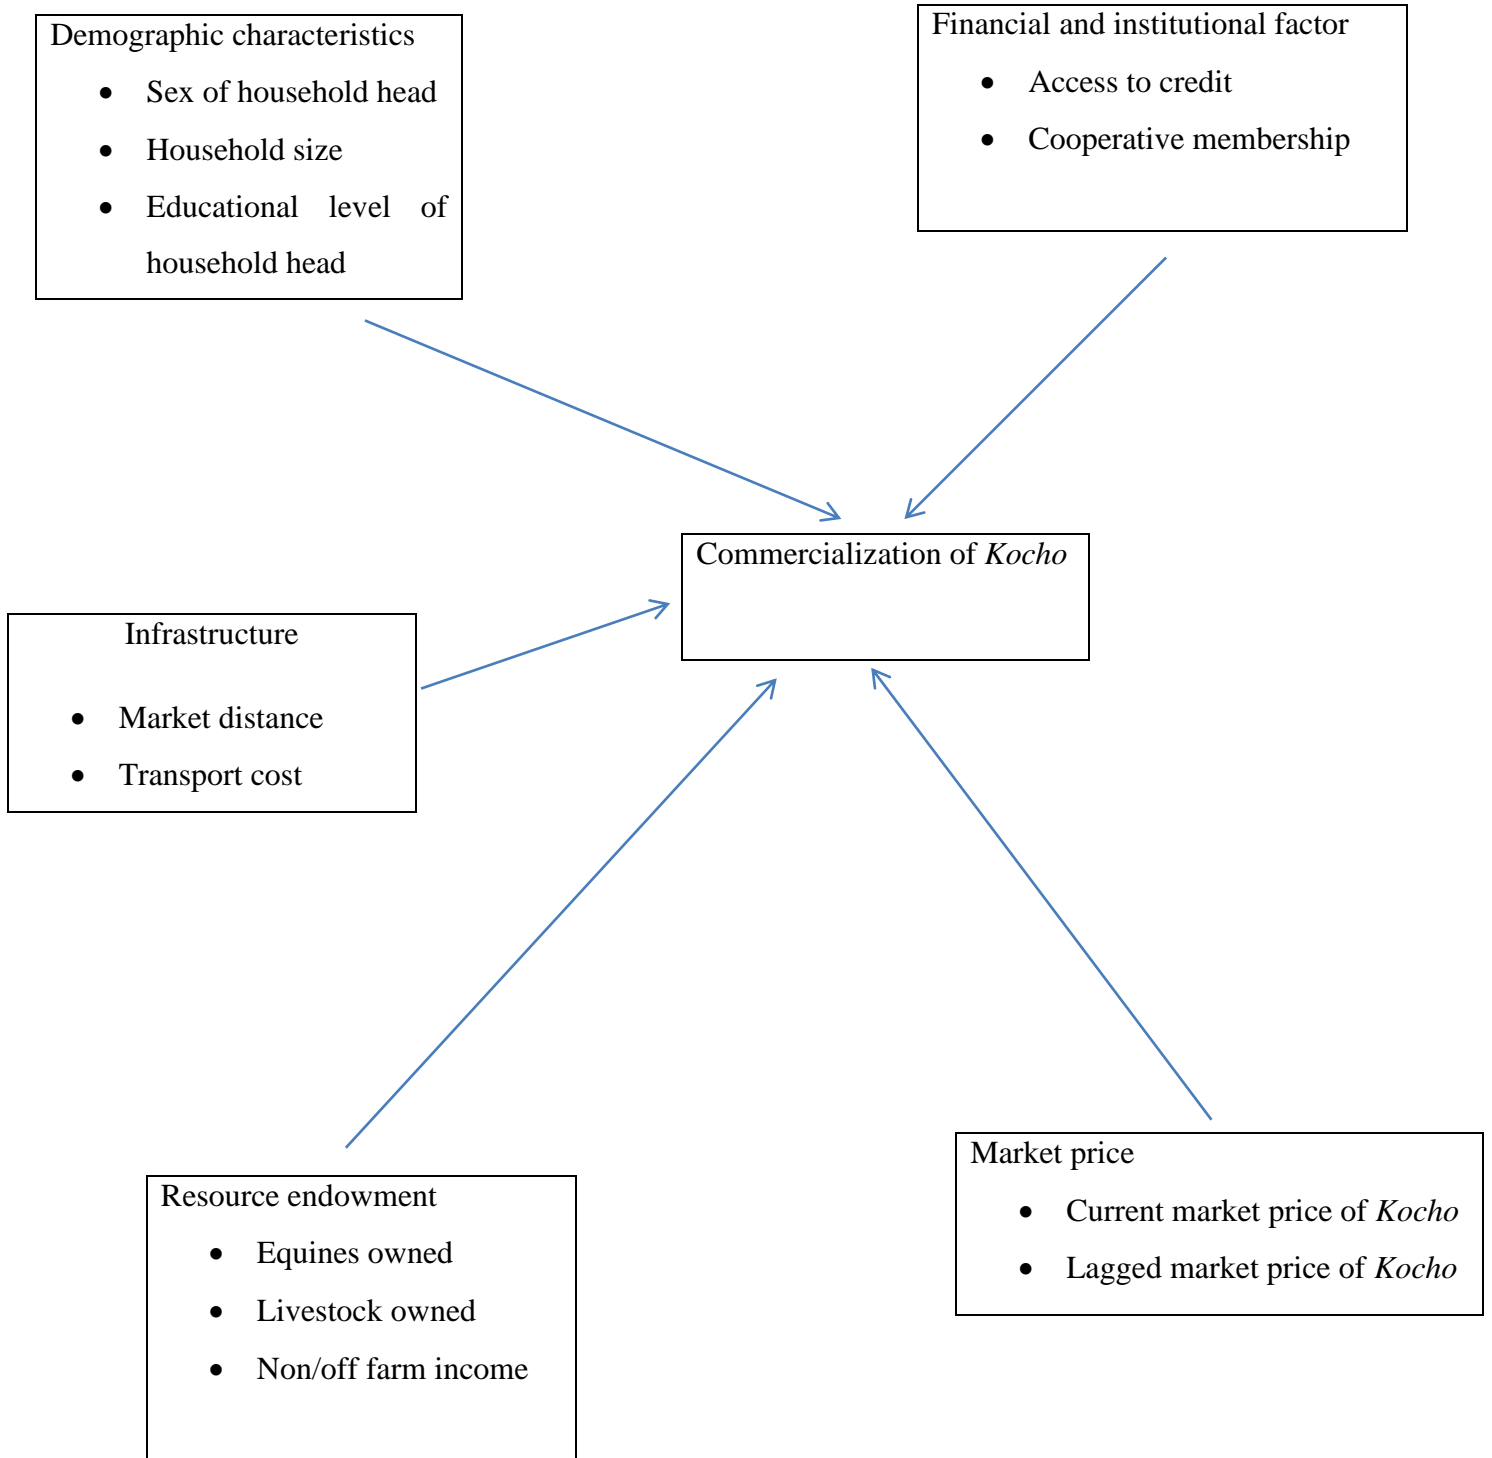 Demographic characteristics
• Sex of household head
• Household size
• Educational level of
household head
Financial and institutional factor
• Access to credit
• Cooperative membership
Commercialization of Kocho
Infrastructure
• Market distance
• Transport cost
Resource endowment
• Equines owned
• Livestock owned
• Non/off farm income
Market price
• Current market price of Kocho
• Lagged market price of Kocho